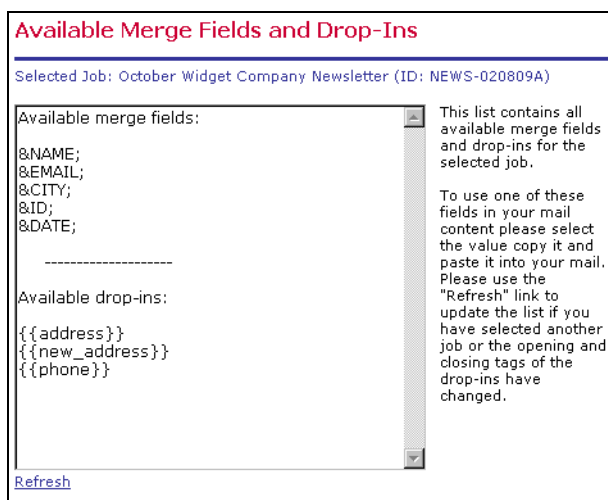 Available Merge Fields and Drop-Ins
Selected Job: October Widget Company Newsletter (ID: NEWS-020809A)
Available merge fields:
&NAME;
&EMAIL;
&CITY;
&ID;
&DATE;
--------------------
Available drop-ins:
{{address}}
{{new_address}}
{{phone}}
Refresh
This list contains all
available merge fields
and drop-ins for the
selected job.
To use one of these
fields in your mail
content please select
the value copy it and
paste it into your mail.
Please use the
"Refresh" link to
update the list if you
have selected another
job or the opening and
closing tags of the
drop-ins have
changed.